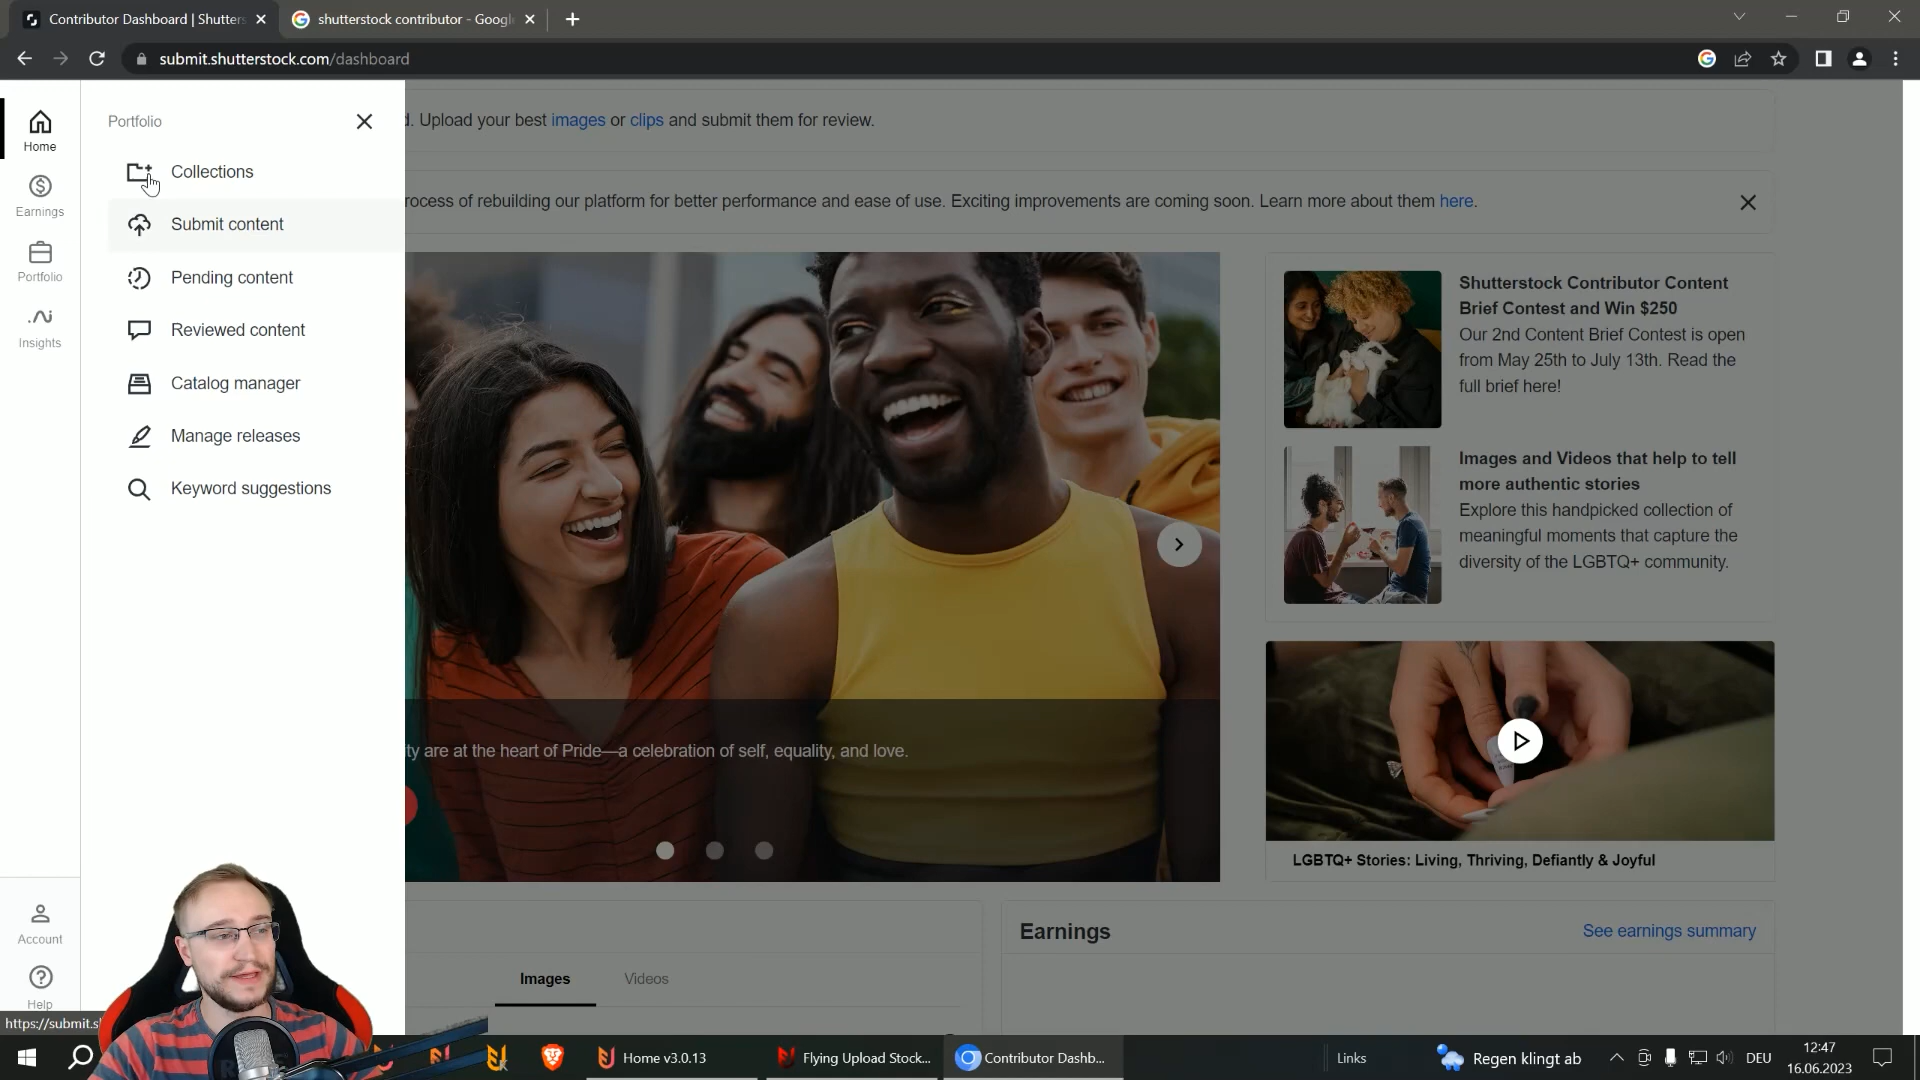 Contributor Dashboard | Shutters
shutterstock contributor - Googl
submit.shutterstock.com/dashboard
Home
Earnings
Portfolio
Insights
Account
Help
Portfolio
Collections
Submit content
Pending content
Reviewed content
Catalog manager
Manage releases
Keyword suggestions
. Upload your best images or clips and submit them for review.
rocess of rebuilding our platform for better performance and ease of use. Exciting improvements are coming soon. Learn more about them here.
Shutterstock Contributor Content
Brief Contest and Win $250
Our 2nd Content Brief Contest is open
from May 25th to July 13th. Read the
full brief here!
Images and Videos that help to tell
more authentic stories
Explore this handpicked collection of
meaningful moments that capture the
diversity of the LGBTQ+ community.
ty are at the heart of Pride—a celebration of self, equality, and love.
LGBTQ+ Stories: Living, Thriving, Defiantly & Joyful
Images
Videos
Earnings
See earnings summary
https://submit.s
Home v3.0.13
Flying Upload Stock...
Contributor Dashb...
Links
Regen klingt ab
DEU
12:47
16.06.2023